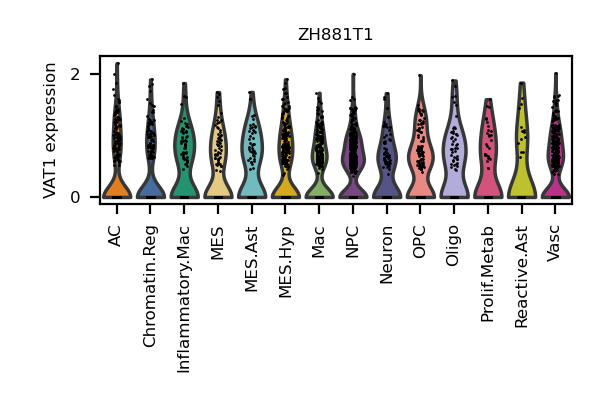 ZH881T1
VAT1 expression
2
0
AC
Chromatin.Reg
Inflammatory.Mac
MES
MES.Ast
MES.Hyp
Mac
NPC
Neuron
OPC
Oligo
Prolif.Metab
Reactive.Ast
Vasc